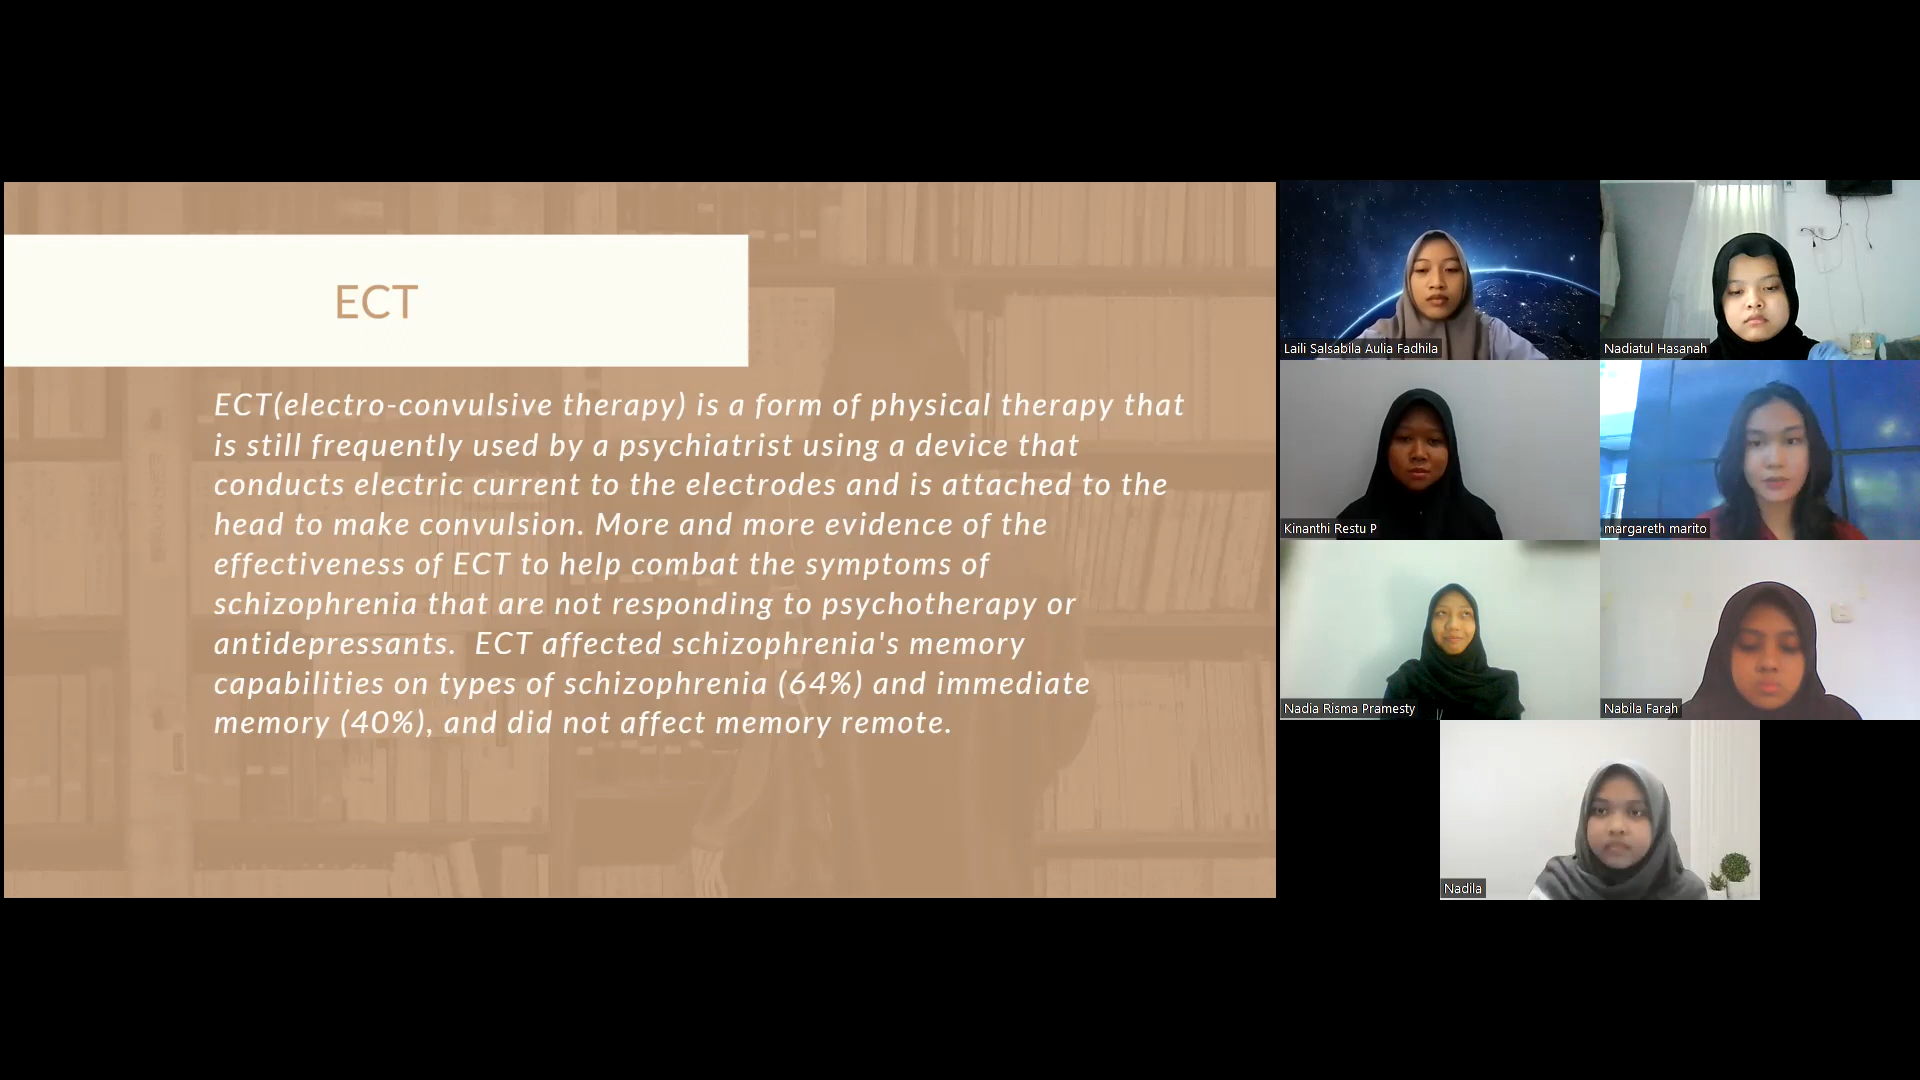 ECT
ECT(electro-convulsive therapy) is a form of physical therapy that
is still frequently used by a psychiatrist using a device that
conducts electric current to the electrodes and is attached to the
head to make convulsion. More and more evidence of the
effectiveness of ECT to help combat the symptoms of
schizophrenia that are not responding to psychotherapy or
antidepressants.  ECT affected schizophrenia's memory
capabilities on types of schizophrenia (64%) and immediate
memory (40%), and did not affect memory remote.
Laili Salsabila Aulia Fadhila
Nadiatul Hasanah
Kinanthi Restu P
margareth marito
Nadia Risma Pramesty
Nabila Farah
Nadila